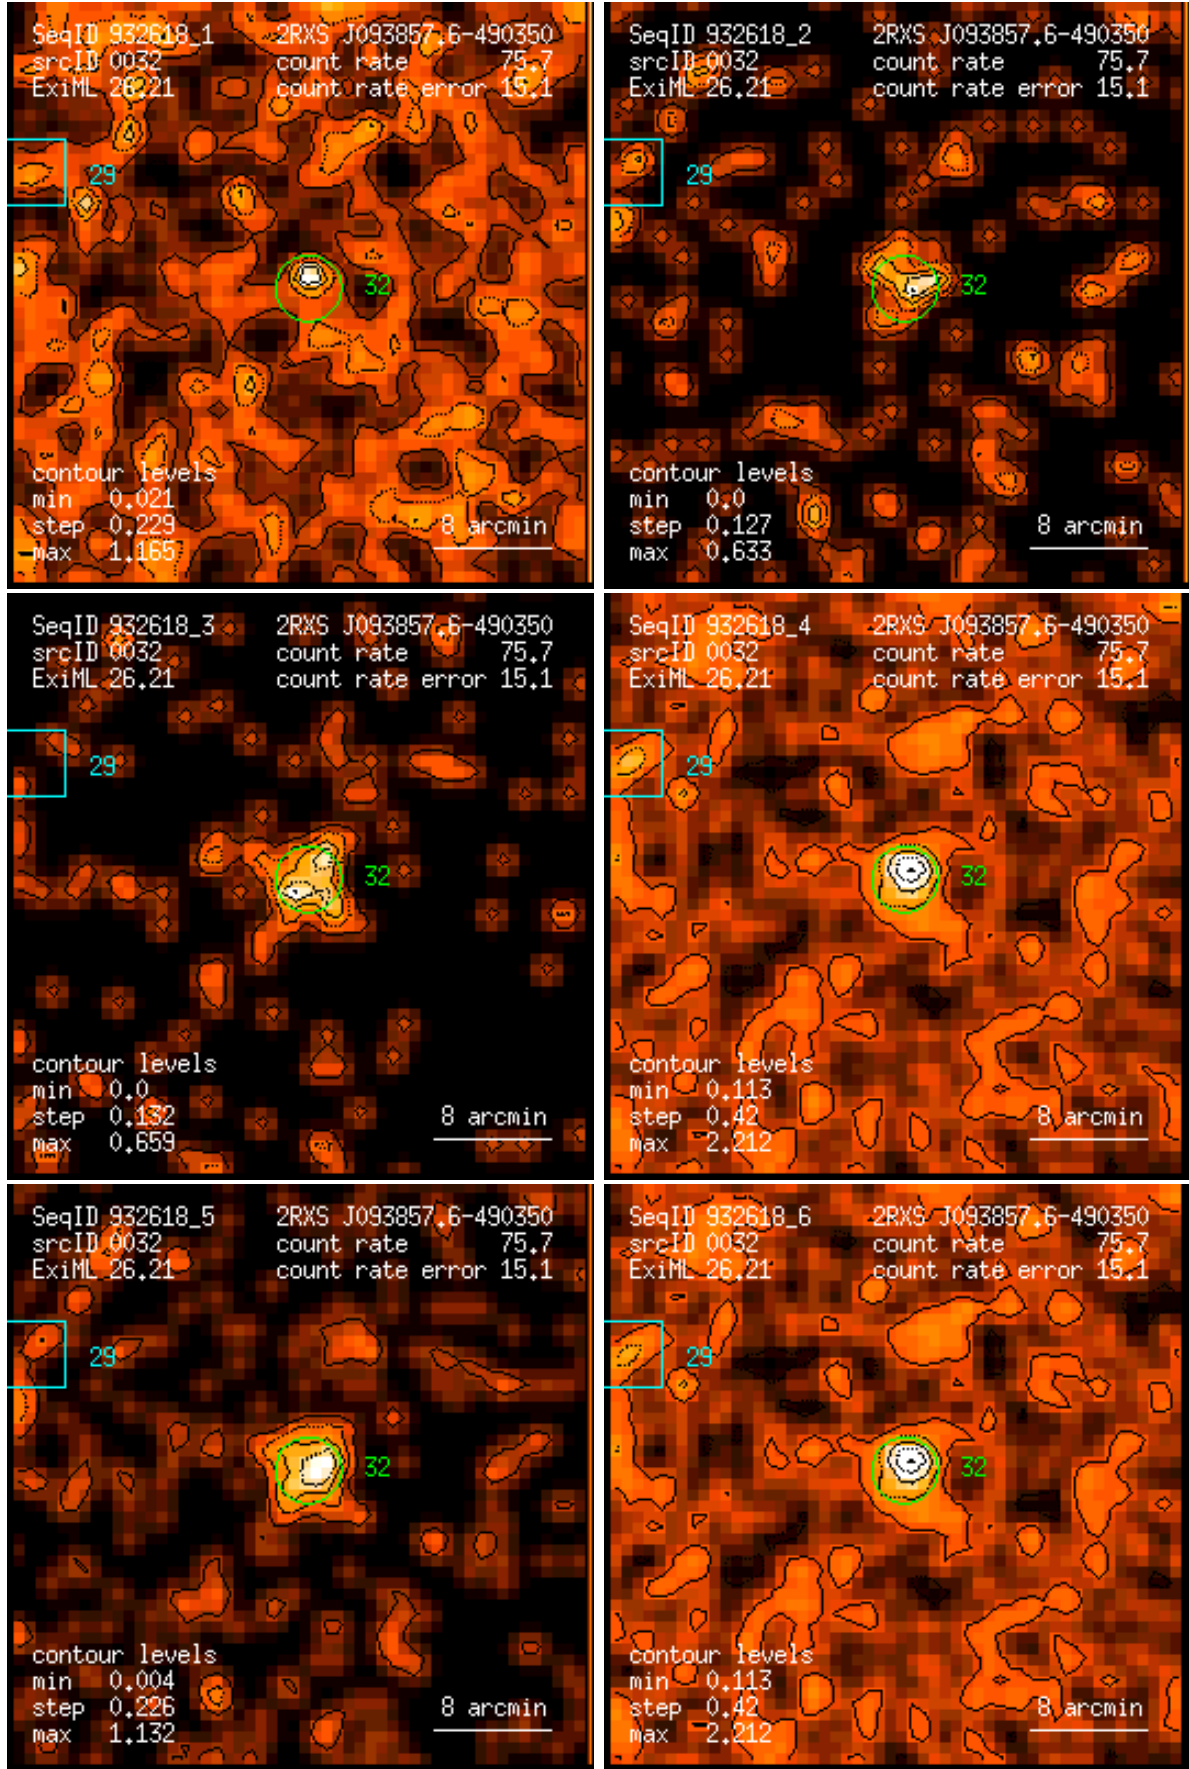 SeqID 932618_1 2RXS J093857.6-490350
srcID 0032 count rate 75.7
ExiML 26.21 count rate error 15.1
29
32
contour levels
min 0.021
step 0.229 8 arcmin
max 1.165
SeqID 932618_2 2RXS J093857.6-490350
srcID 0032 count rate 75.7
ExiML 26.21 count rate error 15.1
29
32
contour levels
min 0.0
step 0.127 8 arcmin
max 0.633
SeqID 932618_3 2RXS J093857.6-490350
srcID 0032 count rate 75.7
ExiML 26.21 count rate error 15.1
29
32
contour levels
min 0.0
step 0.132 8 arcmin
max 0.659
SeqID 932618_4 2RXS J093857.6-490350
srcID 0032 count rate 75.7
ExiML 26.21 count rate error 15.1
29
32
contour levels
min 0.113
step 0.42 8 arcmin
max 2.212
SeqID 932618_5 2RXS J093857.6-490350
srcID 0032 count rate 75.7
ExiML 26.21 count rate error 15.1
29
32
contour levels
min 0.004
step 0.226 8 arcmin
max 1.132
SeqID 932618_6 2RXS J093857.6-490350
srcID 0032 count rate 75.7
ExiML 26.21 count rate error 15.1
29
32
contour levels
min 0.113
step 0.42 8 arcmin
max 2.212